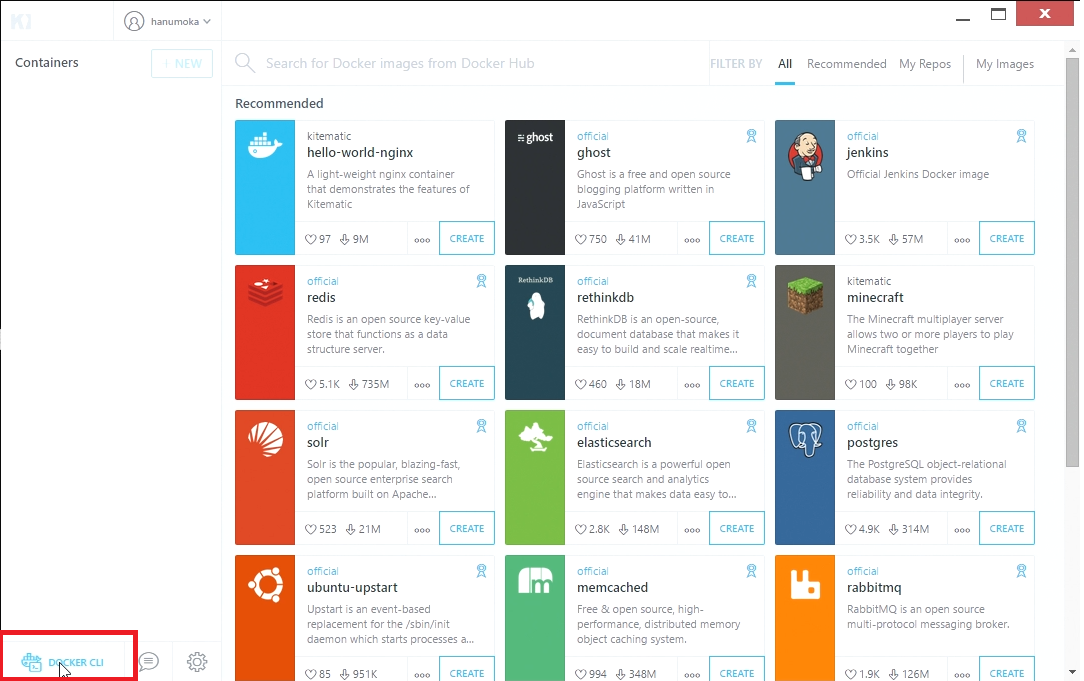 KI
hanumoka
Containers
+ NEW
Search for Docker images from Docker Hub
FILTER BY
All
Recommended
My Repos
My Images
Recommended
kitematic
hello-world-nginx
A light-weight nginx container
that demonstrates the features of
Kitematic
97
9M
CREATE
ghost
official
ghost
Ghost is a free and open source
blogging platform written in
JavaScript
750
41M
CREATE
official
jenkins
Official Jenkins Docker image
3.5K
57M
CREATE
official
redis
Redis is an open source key-value
store that functions as a data
structure server.
5.1K
735M
CREATE
RethinkDB
official
rethinkdb
RethinkDB is an open-source,
document database that makes it
easy to build and scale realtime...
460
18M
CREATE
kitematic
minecraft
The Minecraft multiplayer server
allows two or more players to play
Minecraft together
100
98K
CREATE
official
solr
Solr is the popular, blazing-fast,
open source enterprise search
platform built on Apache...
523
21M
CREATE
official
elasticsearch
Elasticsearch is a powerful open
source search and analytics
engine that makes data easy to...
2.8K
148M
CREATE
official
postgres
The PostgreSQL object-relational
database system provides
reliability and data integrity.
4.9K
314M
CREATE
official
ubuntu-upstart
Upstart is an event-based
replacement for the /sbin/init
daemon which starts processes a...
85
951K
CREATE
official
memcached
Free & open source, high-
performance, distributed memory
object caching system.
994
348M
CREATE
official
rabbitmq
RabbitMQ is an open source
multi-protocol messaging broker.
1.9K
126M
CREATE
DOCKER CLI